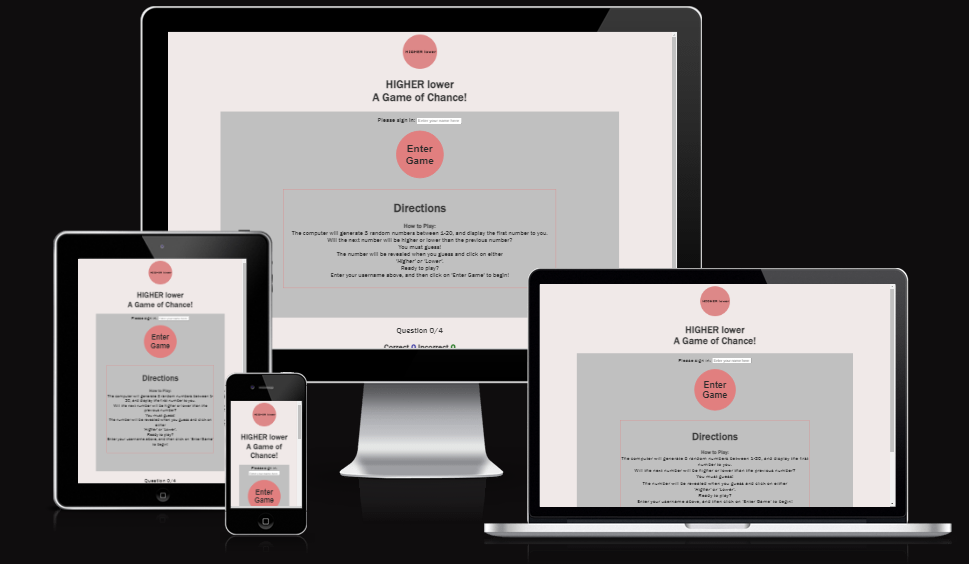 HIGHER lower
HIGHER lower
A Game of Chance!
Please sign in: Enter your name here
Enter
Game
Directions
How to Play:
The computer will generate 5 random numbers between 1-20, and display the first number to you.
Will the next number will be higher or lower than the previous number?
You must guess!
The number will be revealed when you guess and click on either
'Higher' or 'Lower'.
Ready to play?
Enter your username above, and then click on 'Enter Game' to begin!
Question 0/4
Correct 0 Incorrect 0
HIGHER lower
HIGHER lower
A Game of Chance!
Please sign in:
Enter
Game
Directions
How to Play:
The computer will generate 5 random numbers between 1-
20, and display the first number to you.
Will the next number will be higher or lower than the
previous number?
You must guess!
The number will be revealed when you guess and click on
either
'Higher' or 'Lower'.
Ready to play?
Enter your username above, and then click on 'Enter Game'
to begin!
Question 0/4
HIGHER lower
HIGHER lower
A Game of
Chance!
Please sign in:
Enter
Game
HIGHER lower
HIGHER lower
A Game of Chance!
Please sign in: Enter your name here
Enter
Game
Directions
How to Play:
The computer will generate 5 random numbers between 1-20, and display the first
number to you.
Will the next number will be higher or lower than the previous number?
You must guess!
The number will be revealed when you guess and click on either
'Higher' or 'Lower'.
Ready to play?
Enter your username above, and then click on 'Enter Game' to begin!